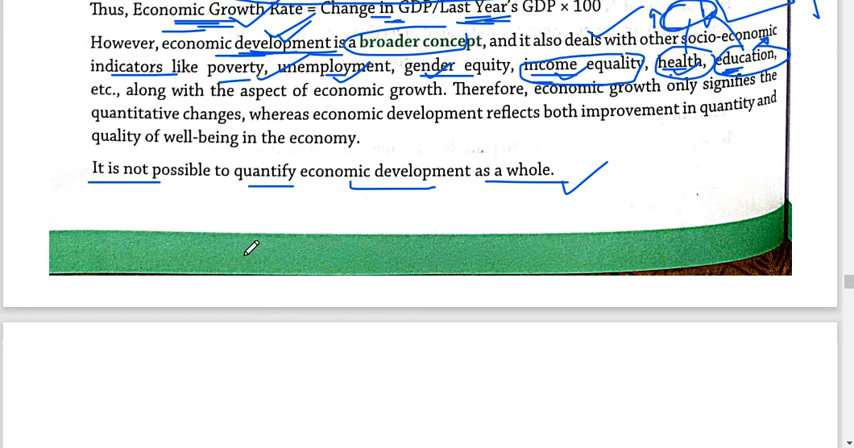 Thus, Economic Growth Rate = Change in GDP/Last Year's GDP × 100
However, economic development is a broader concept, and it also deals with other socio-economic
indicators like poverty, unemployment, gender equity, income equality, health, education,
etc., along with the aspect of economic growth. Therefore, economic growth only signifies the
quantitative changes, whereas economic development reflects both improvement in quantity and
quality of well-being in the economy.
It is not possible to quantify economic development as a whole.